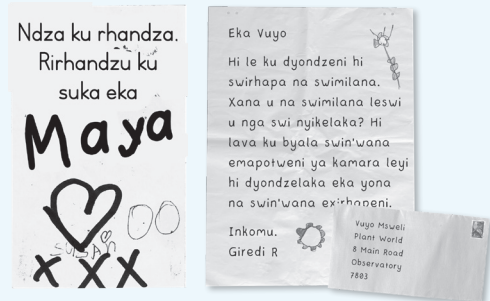 Ndza ku rhandza.
Rirhandzu ku
suka eka
Maya
SUSAN
X X X
Eka Vuyo
Hi le ku dyondzeni hi
swirhapa na swimilana.
Xana u na swimilana leswi
u nga swi nyikelaka? Hi
lava ku byala swin'wana
emapotweni ya kamara leyi
hi dyondzelaka eka yona
na swin'wana exirhapeni.
Inkomu.
Giredi R
Vuyo Msweli
Plant World
8 Main Road
Observatory
7803